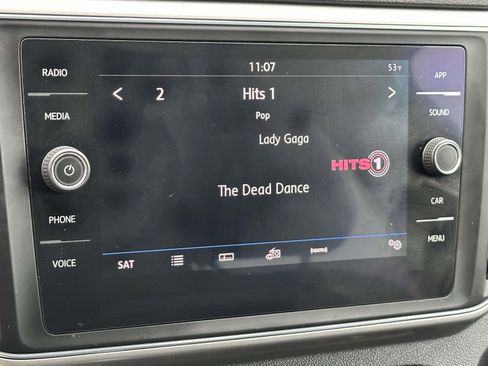 RADIO
11:07
53°F
APP
< 2 Hits 1 >
MEDIA
Pop
SOUND
Lady Gaga
HITS1
The Dead Dance
CAR
PHONE
VOICE
SAT
MENU